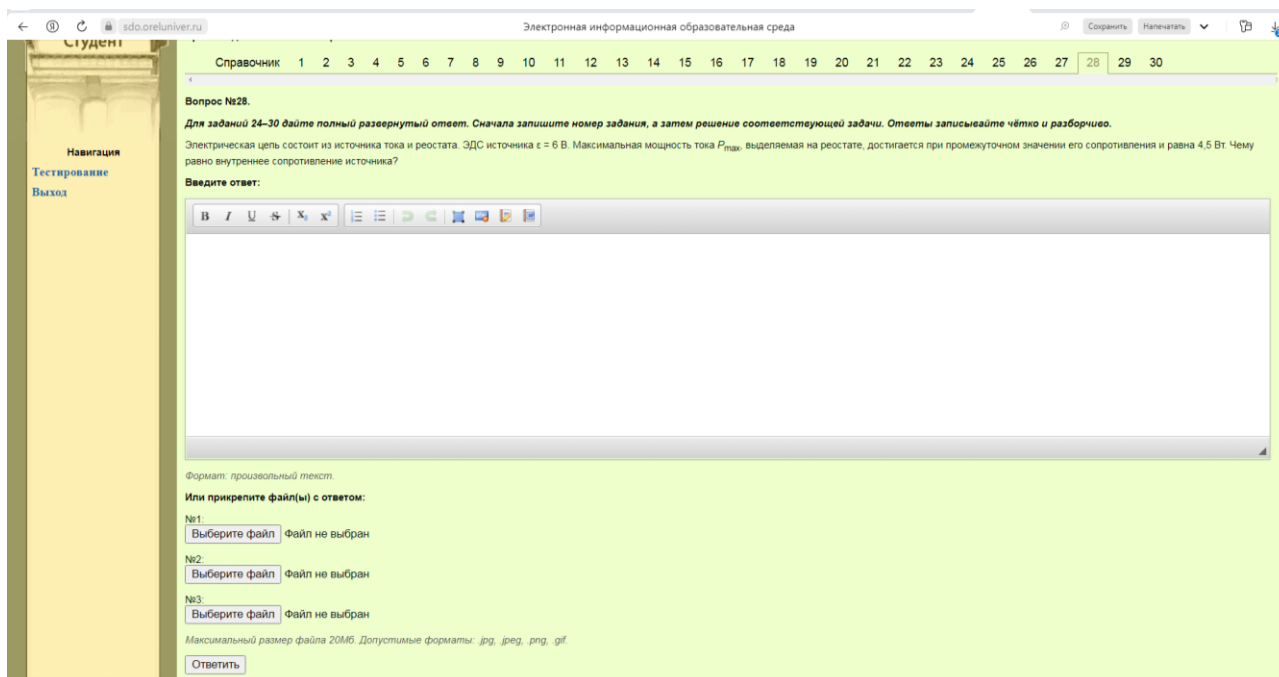 sdo.oreluniver.ru
Электронная информационная образовательная среда
Сохранить
Напечатать
Студент
Справочник 1 2 3 4 5 6 7 8 9 10 11 12 13 14 15 16 17 18 19 20 21 22 23 24 25 26 27 28 29 30
Навигация
Тестирование
Выход
Вопрос №28.
Для заданий 24–30 дайте полный развернутый ответ. Сначала запишите номер задания, а затем решение соответствующей задачи. Ответы записывайте чётко и разборчиво.
Электрическая цепь состоит из источника тока и реостата. ЭДС источника ε = 6 В. Максимальная мощность тока Pmax, выделяемая на реостате, достигается при промежуточном значении его сопротивления и равна 4,5 Вт. Чему
равно внутреннее сопротивление источника?
Введите ответ:
B I U S X₂ x²
Формат: произвольный текст.
Или прикрепите файл(ы) с ответом:
№1:
Выберите файл Файл не выбран
№2:
Выберите файл Файл не выбран
№3:
Выберите файл Файл не выбран
Максимальный размер файла 20Мб. Допустимые форматы: .jpg, .jpeg, .png, .gif.
Ответить